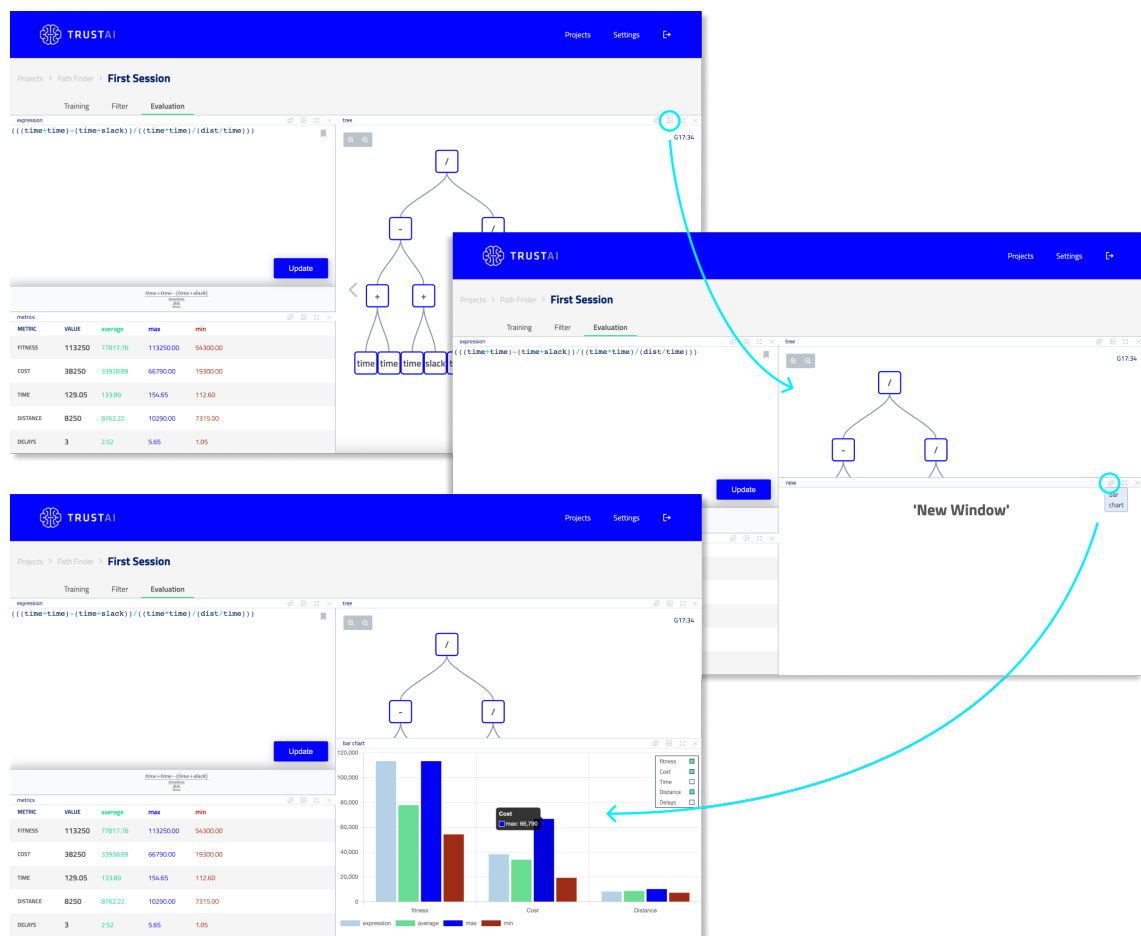 TRUSTAI
Projects Settings
Projects > Path Finder > First Session
Training Filter Evaluation
expression
(((time+time)-(time+slack))/((time*time)/(dist/time)))
Update
time+time-(time+slack)
metrics
METRIC VALUE average max min
FITNESS 113250 77817.78 113250.00 54300.00
COST 38250 33928.89 66790.00 19300.00
TIME 129.05 133.89 154.65 112.60
DISTANCE 8250 8762.22 10290.00 7315.00
DELAYS 3 2.52 5.65 1.05
tree
G17:34
/
- /
+ +
time time time slack t
TRUSTAI
Projects Settings
Projects > Path Finder > First Session
Training Filter Evaluation
expression
(((time+time)-(time+slack))/((time*time)/(dist/time)))
Update
tree
G17:34
/
- /
new
'New Window'
bar
chart
TRUSTAI
Projects Settings
Projects > Path Finder > First Session
Training Filter Evaluation
expression
(((time+time)-(time+slack))/((time*time)/(dist/time)))
Update
time+time-(time+slack)
metrics
METRIC VALUE average max min
FITNESS 113250 77817.78 113250.00 54300.00
COST 38250 33928.89 66790.00 19300.00
TIME 129.05 133.89 154.65 112.60
DISTANCE 8250 8762.22 10290.00 7315.00
DELAYS 3 2.52 5.65 1.05
tree
G17:34
/
- /
bar chart
120,000
100,000
80,000
60,000
40,000
20,000
0
fitness
Cost
Time
Distance
Delays
Cost
max: 66,790
fitness Cost Distance
expression average max min